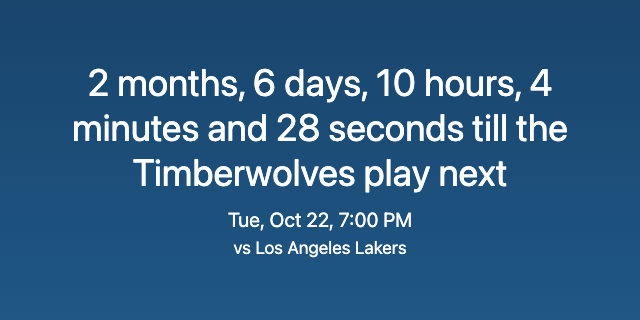 2 months, 6 days, 10 hours, 4
minutes and 28 seconds till the
Timberwolves play next
Tue, Oct 22, 7:00 PM
vs Los Angeles Lakers